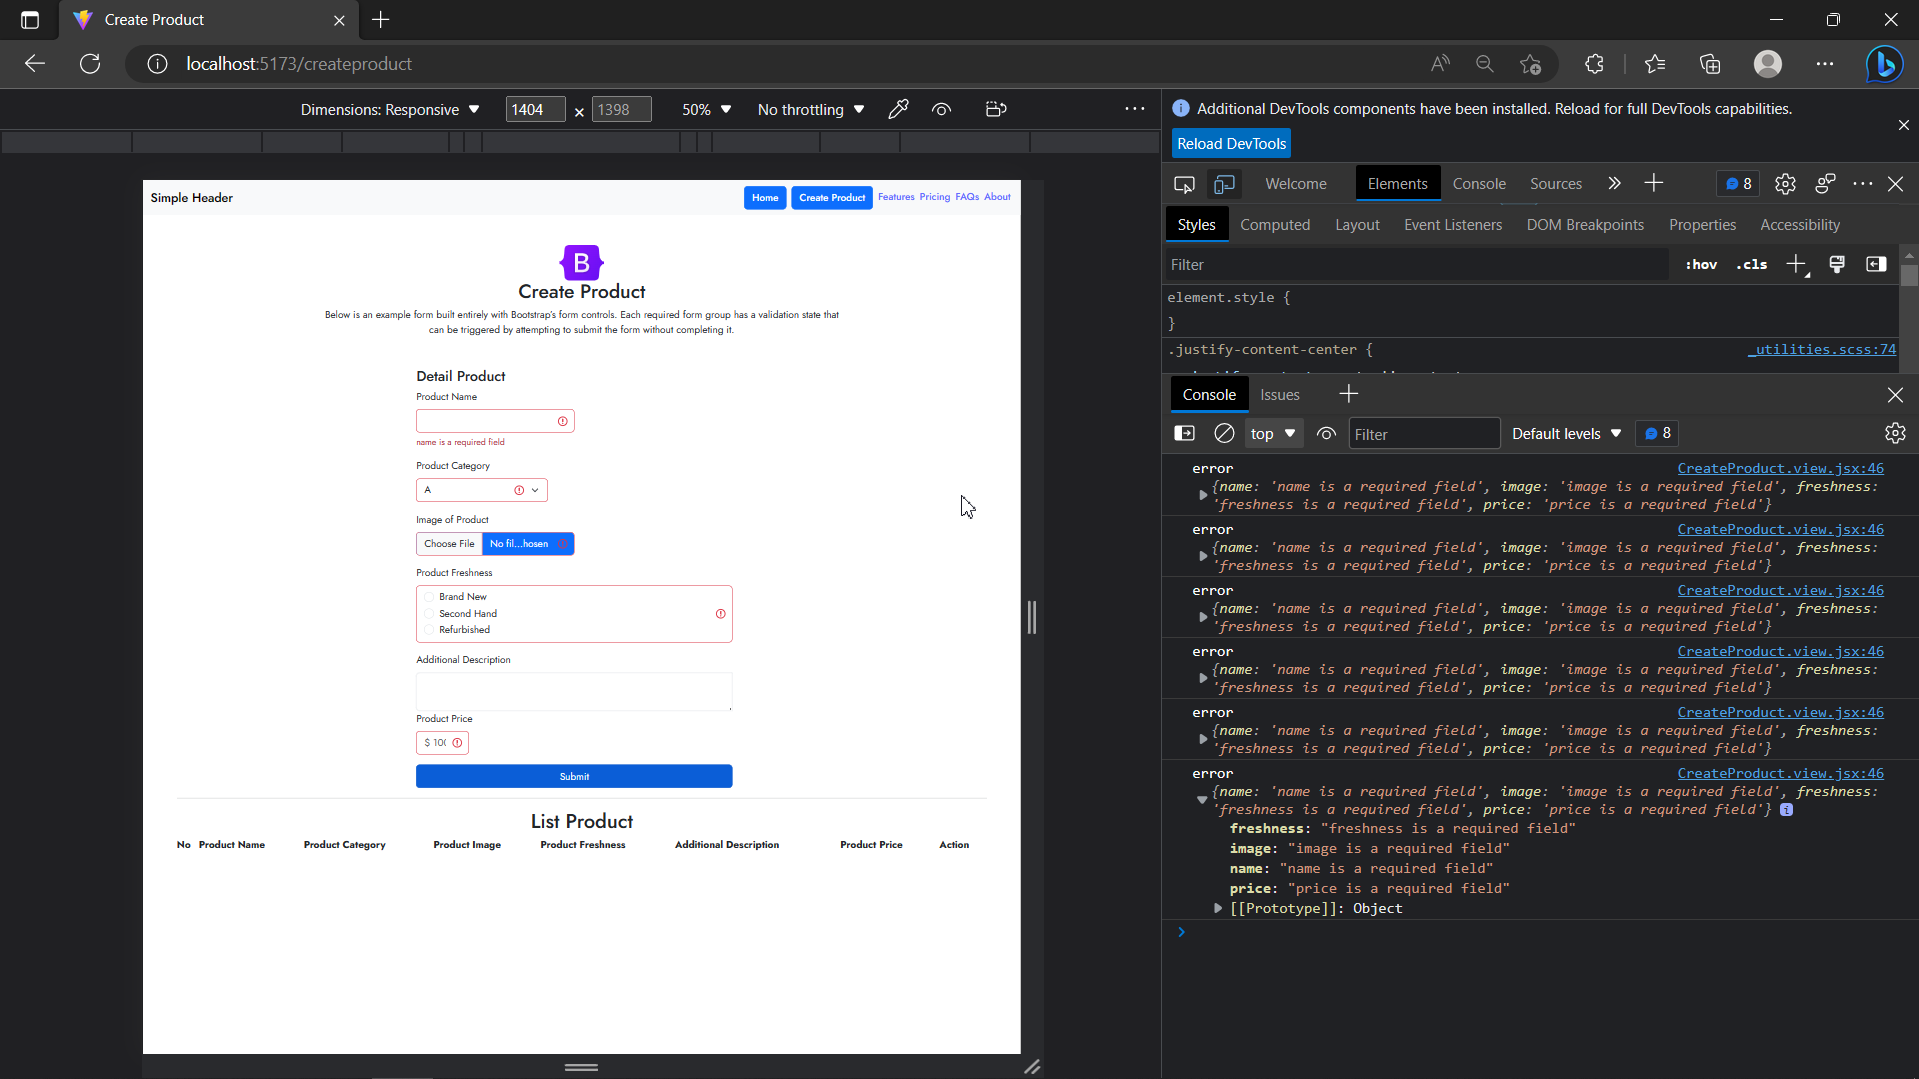 Create Product
localhost:5173/createproduct
Dimensions: Responsive 1404 × 1398 50% No throttling
Additional DevTools components have been installed. Reload for full DevTools capabilities.
Reload DevTools
Welcome Elements Console Sources 8
Styles Computed Layout Event Listeners DOM Breakpoints Properties Accessibility
Filter :hov .cls
element.style {
}
.justify-content-center { _utilities.scss:74
Simple Header Home Create Product Features Pricing FAQs About
B
Create Product
Below is an example form built entirely with Bootstrap's form controls. Each required form group has a validation state that
can be triggered by attempting to submit the form without completing it.
Detail Product
Product Name
name is a required field
Product Category
A
Image of Product
Choose File No fil...hosen
Product Freshness
Brand New
Second Hand
Refurbished
Additional Description
Product Price
$ 10
Submit
List Product
No Product Name Product Category Product Image Product Freshness Additional Description Product Price Action
Console Issues
top Filter Default levels 8
error CreateProduct.view.jsx:46
{name: 'name is a required field', image: 'image is a required field', freshness:
'freshness is a required field', price: 'price is a required field'}
error CreateProduct.view.jsx:46
{name: 'name is a required field', image: 'image is a required field', freshness:
'freshness is a required field', price: 'price is a required field'}
error CreateProduct.view.jsx:46
{name: 'name is a required field', image: 'image is a required field', freshness:
'freshness is a required field', price: 'price is a required field'}
error CreateProduct.view.jsx:46
{name: 'name is a required field', image: 'image is a required field', freshness:
'freshness is a required field', price: 'price is a required field'}
error CreateProduct.view.jsx:46
{name: 'name is a required field', image: 'image is a required field', freshness:
'freshness is a required field', price: 'price is a required field'}
error CreateProduct.view.jsx:46
{name: 'name is a required field', image: 'image is a required field', freshness:
'freshness is a required field', price: 'price is a required field'}
freshness: "freshness is a required field"
image: "image is a required field"
name: "name is a required field"
price: "price is a required field"
[[Prototype]]: Object